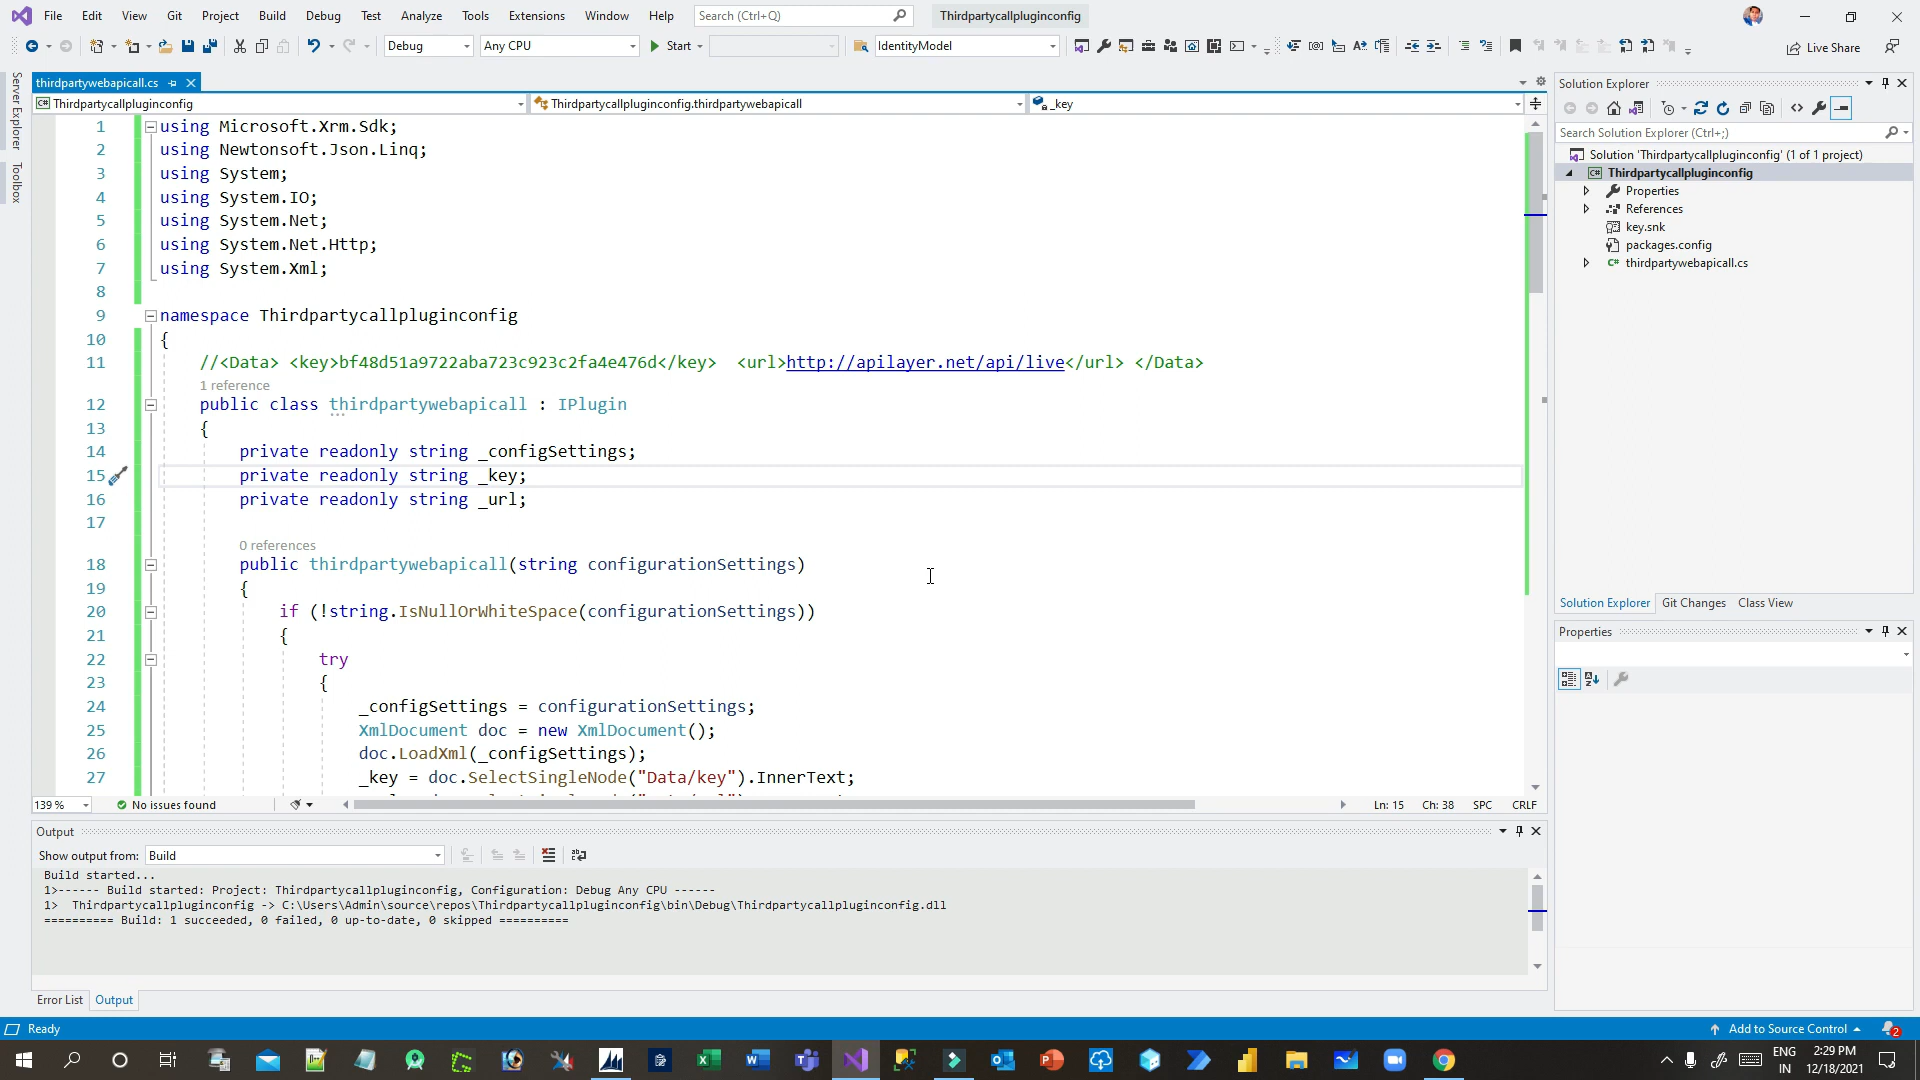 File Edit View Git Project Build Debug Test Analyze Tools Extensions Window Help Search (Ctrl+Q) Thirdpartycallpluginconfig
Debug Any CPU Start IdentityModel Live Share
Server Explorer
Toolbox
thirdpartywebapicall.cs
Thirdpartycallpluginconfig Thirdpartycallpluginconfig.thirdpartywebapicall _key
1 using Microsoft.Xrm.Sdk;
2 using Newtonsoft.Json.Linq;
3 using System;
4 using System.IO;
5 using System.Net;
6 using System.Net.Http;
7 using System.Xml;
8
9 namespace Thirdpartycallpluginconfig
10 {
11 //<Data> <key>bf48d51a9722aba723c923c2fa4e476d</key> <url>http://apilayer.net/api/live</url> </Data>
1 reference
12 public class thirdpartywebapicall : IPlugin
13 {
14 private readonly string _configSettings;
15 private readonly string _key;
16 private readonly string _url;
17
0 references
18 public thirdpartywebapicall(string configurationSettings)
19 {
20 if (!string.IsNullOrWhiteSpace(configurationSettings))
21 {
22 try
23 {
24 _configSettings = configurationSettings;
25 XmlDocument doc = new XmlDocument();
26 doc.LoadXml(_configSettings);
27 _key = doc.SelectSingleNode("Data/key").InnerText;
139 % No issues found Ln: 15 Ch: 38 SPC CRLF
Output
Show output from: Build
Build started...
1>------ Build started: Project: Thirdpartycallpluginconfig, Configuration: Debug Any CPU ------
1> Thirdpartycallpluginconfig -> C:\Users\Admin\source\repos\Thirdpartycallpluginconfig\bin\Debug\Thirdpartycallpluginconfig.dll
========== Build: 1 succeeded, 0 failed, 0 up-to-date, 0 skipped ==========
Error List Output
Solution Explorer
Search Solution Explorer (Ctrl+;)
Solution 'Thirdpartycallpluginconfig' (1 of 1 project)
Thirdpartycallpluginconfig
Properties
References
key.snk
packages.config
thirdpartywebapicall.cs
Solution Explorer Git Changes Class View
Properties
Ready Add to Source Control 2
ENG 2:29 PM
IN 12/18/2021